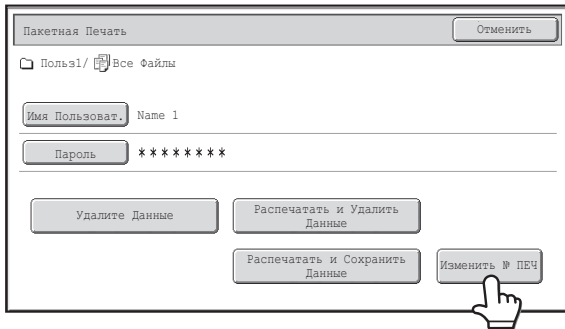 Пакетная Печать
Отменить
Польз1/ Все Файлы
Имя Пользоват. Name 1
Пароль ********
Удалите Данные
Распечатать и Удалить
Данные
Распечатать и Сохранить
Данные
Изменить № ПЕЧ